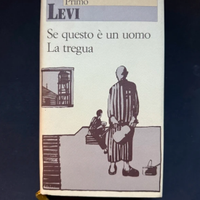 Primo
LEVI
Se questo è un uomo
La tregua